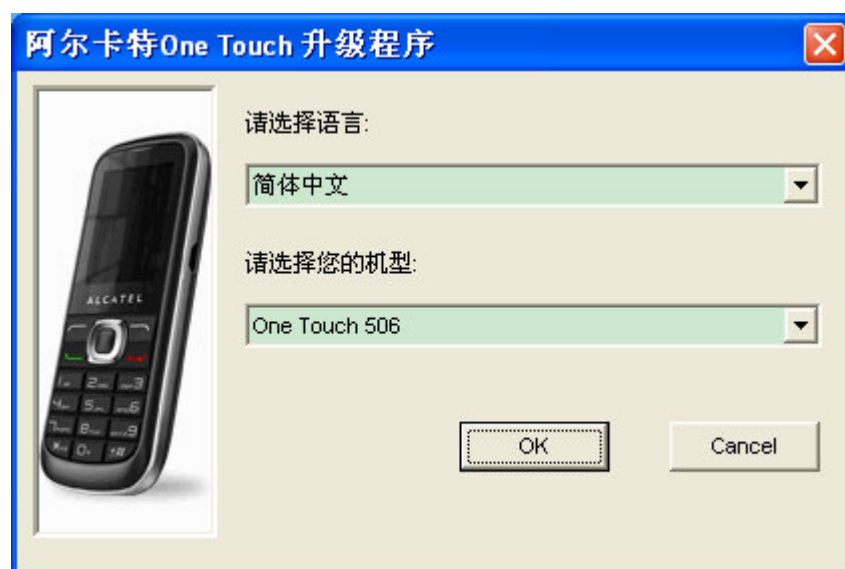 阿尔卡特One Touch 升级程序
请选择语言:
简体中文
请选择您的机型:
One Touch 506
ALCATEL
OK
Cancel